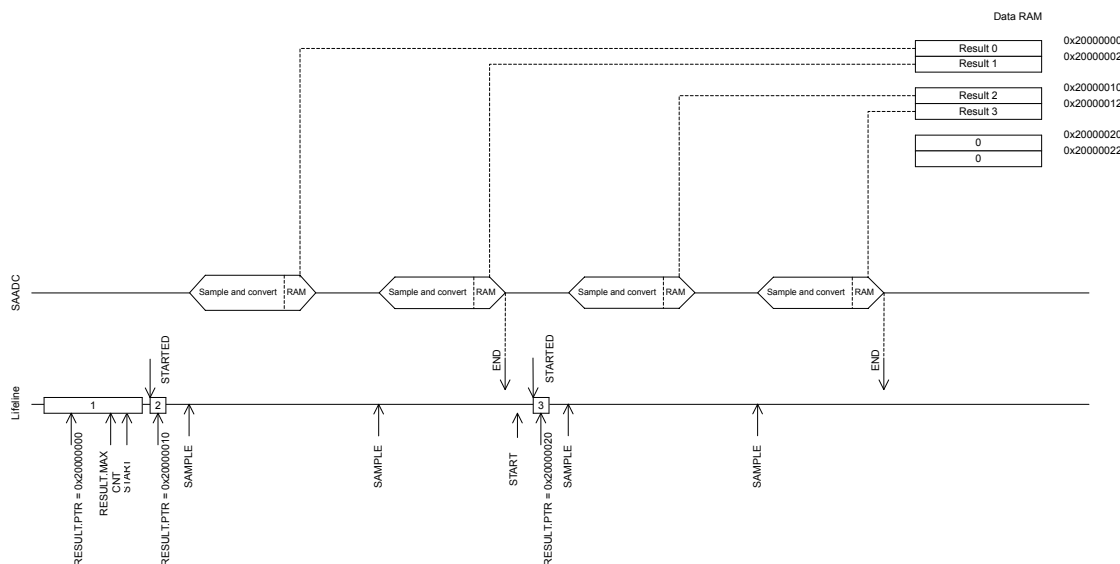 Data RAM
Result 0
0x20000000
Result 1
0x20000002
Result 2
0x20000010
Result 3
0x20000012
0
0x20000020
0
0x20000022
SAADC
Sample and convert
RAM
Sample and convert
RAM
Sample and convert
RAM
Sample and convert
RAM
STARTED
END
STARTED
END
Lifeline
1
2
3
RESULT.PTR = 0x20000000
RESULT.MAX
CNT
START
RESULT.PTR = 0x20000010
SAMPLE
SAMPLE
START
RESULT.PTR = 0x20000020
SAMPLE
SAMPLE